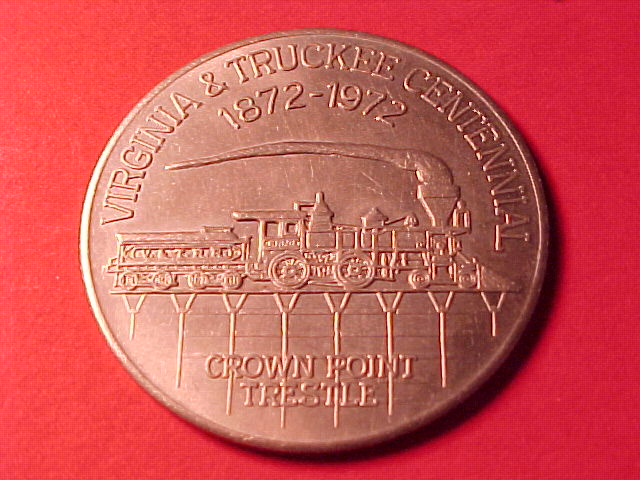 VIRGINIA & TRUCKEE CENTENNIAL
1872-1972
CROWN POINT
TRESTLE